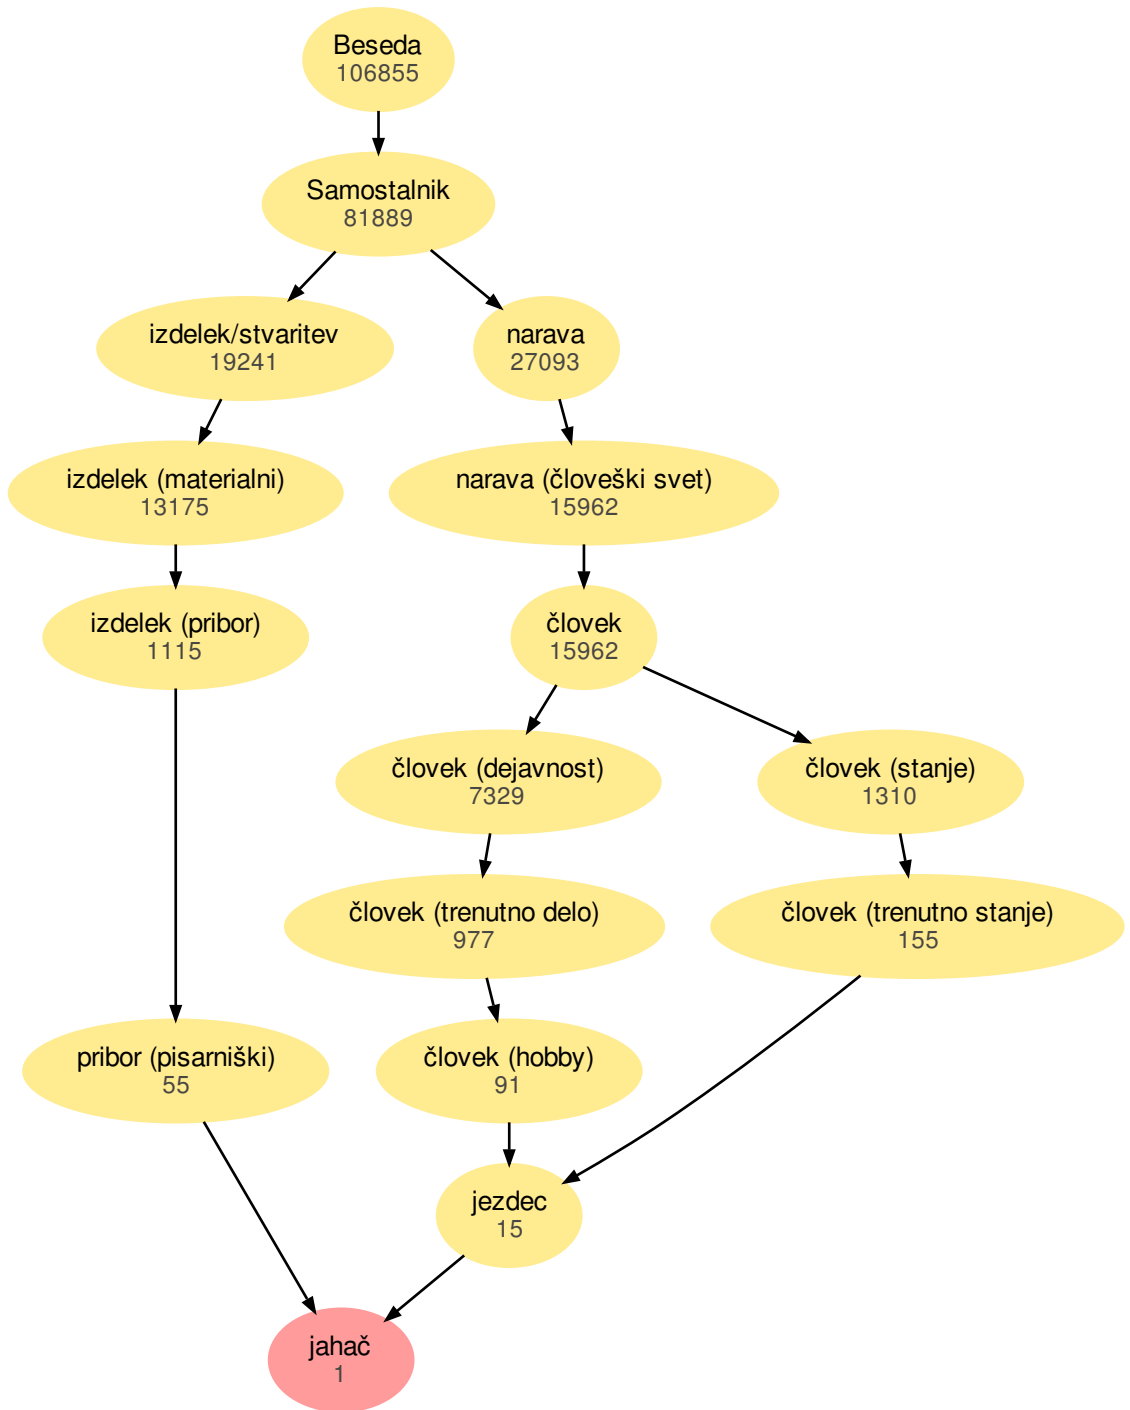 Beseda
106855
Samostalnik
81889
izdelek/stvaritev
19241
narava
27093
izdelek (materialni)
13175
narava (človeški svet)
15962
izdelek (pribor)
1115
človek
15962
človek (dejavnost)
7329
človek (stanje)
1310
človek (trenutno delo)
977
človek (trenutno stanje)
155
pribor (pisarniški)
55
človek (hobby)
91
jezdec
15
jahač
1